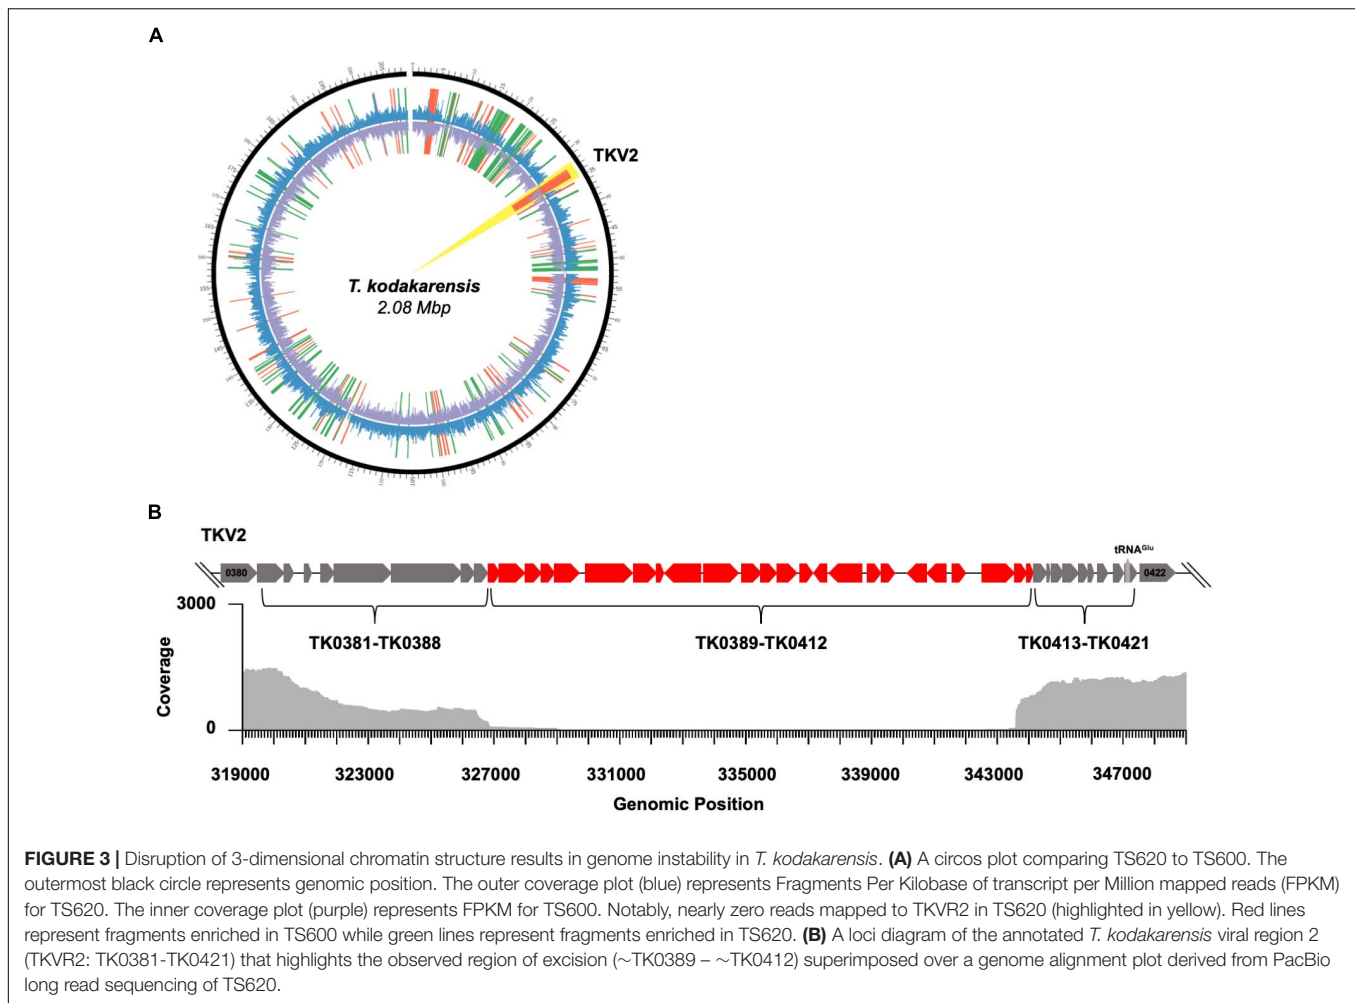 A
TKV2
T. kodakarensis
2.08 Mbp
B
TKV2
tRNAGlu
0380
0422
3000
TK0381-TK0388
TK0389-TK0412
TK0413-TK0421
Coverage
0
319000 323000 327000 331000 335000 339000 343000 347000
Genomic Position
FIGURE 3 | Disruption of 3-dimensional chromatin structure results in genome instability in T. kodakarensis. (A) A circos plot comparing TS620 to TS600. The
outermost black circle represents genomic position. The outer coverage plot (blue) represents Fragments Per Kilobase of transcript per Million mapped reads (FPKM)
for TS620. The inner coverage plot (purple) represents FPKM for TS600. Notably, nearly zero reads mapped to TKVR2 in TS620 (highlighted in yellow). Red lines
represent fragments enriched in TS600 while green lines represent fragments enriched in TS620. (B) A loci diagram of the annotated T. kodakarensis viral region 2
(TKVR2: TK0381-TK0421) that highlights the observed region of excision (∼TK0389 – ∼TK0412) superimposed over a genome alignment plot derived from PacBio
long read sequencing of TS620.